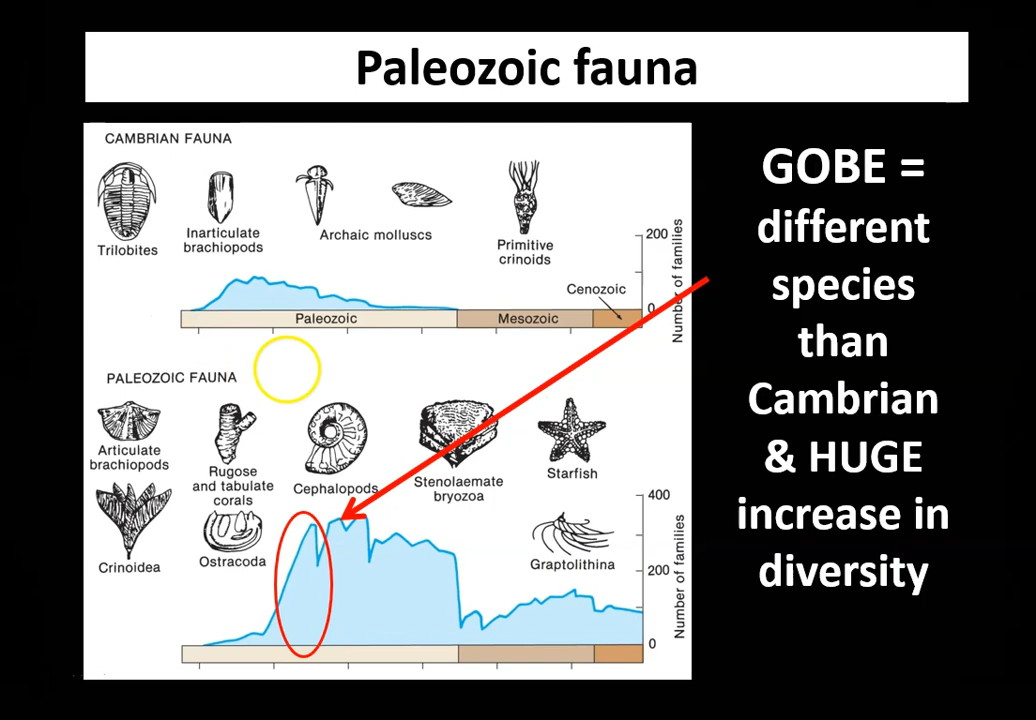 Paleozoic fauna
CAMBRIAN FAUNA
Trilobites
Inarticulate
brachiopods
Archaic molluscs
Primitive
crinoids
200
0
Number of families
Cenozoic
Paleozoic
Mesozoic
PALEOZOIC FAUNA
Articulate
brachiopods
Rugose
and tabulate
corals
Cephalopods
Stenolaemate
bryozoa
Starfish
Crinoidea
Ostracoda
Graptolithina
400
200
0
Number of families
GOBE =
different
species
than
Cambrian
& HUGE
increase in
diversity